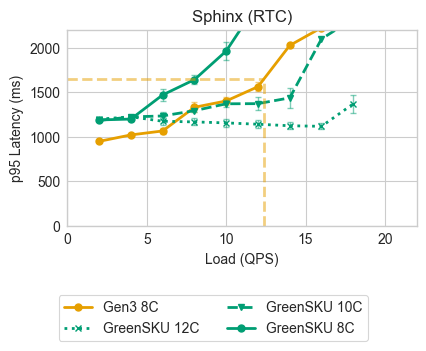 Sphinx (RTC)
2000
1500
1000
500
0
p95 Latency (ms)
0 5 10 15 20
Load (QPS)
Gen3 8C GreenSKU 10C
GreenSKU 12C GreenSKU 8C